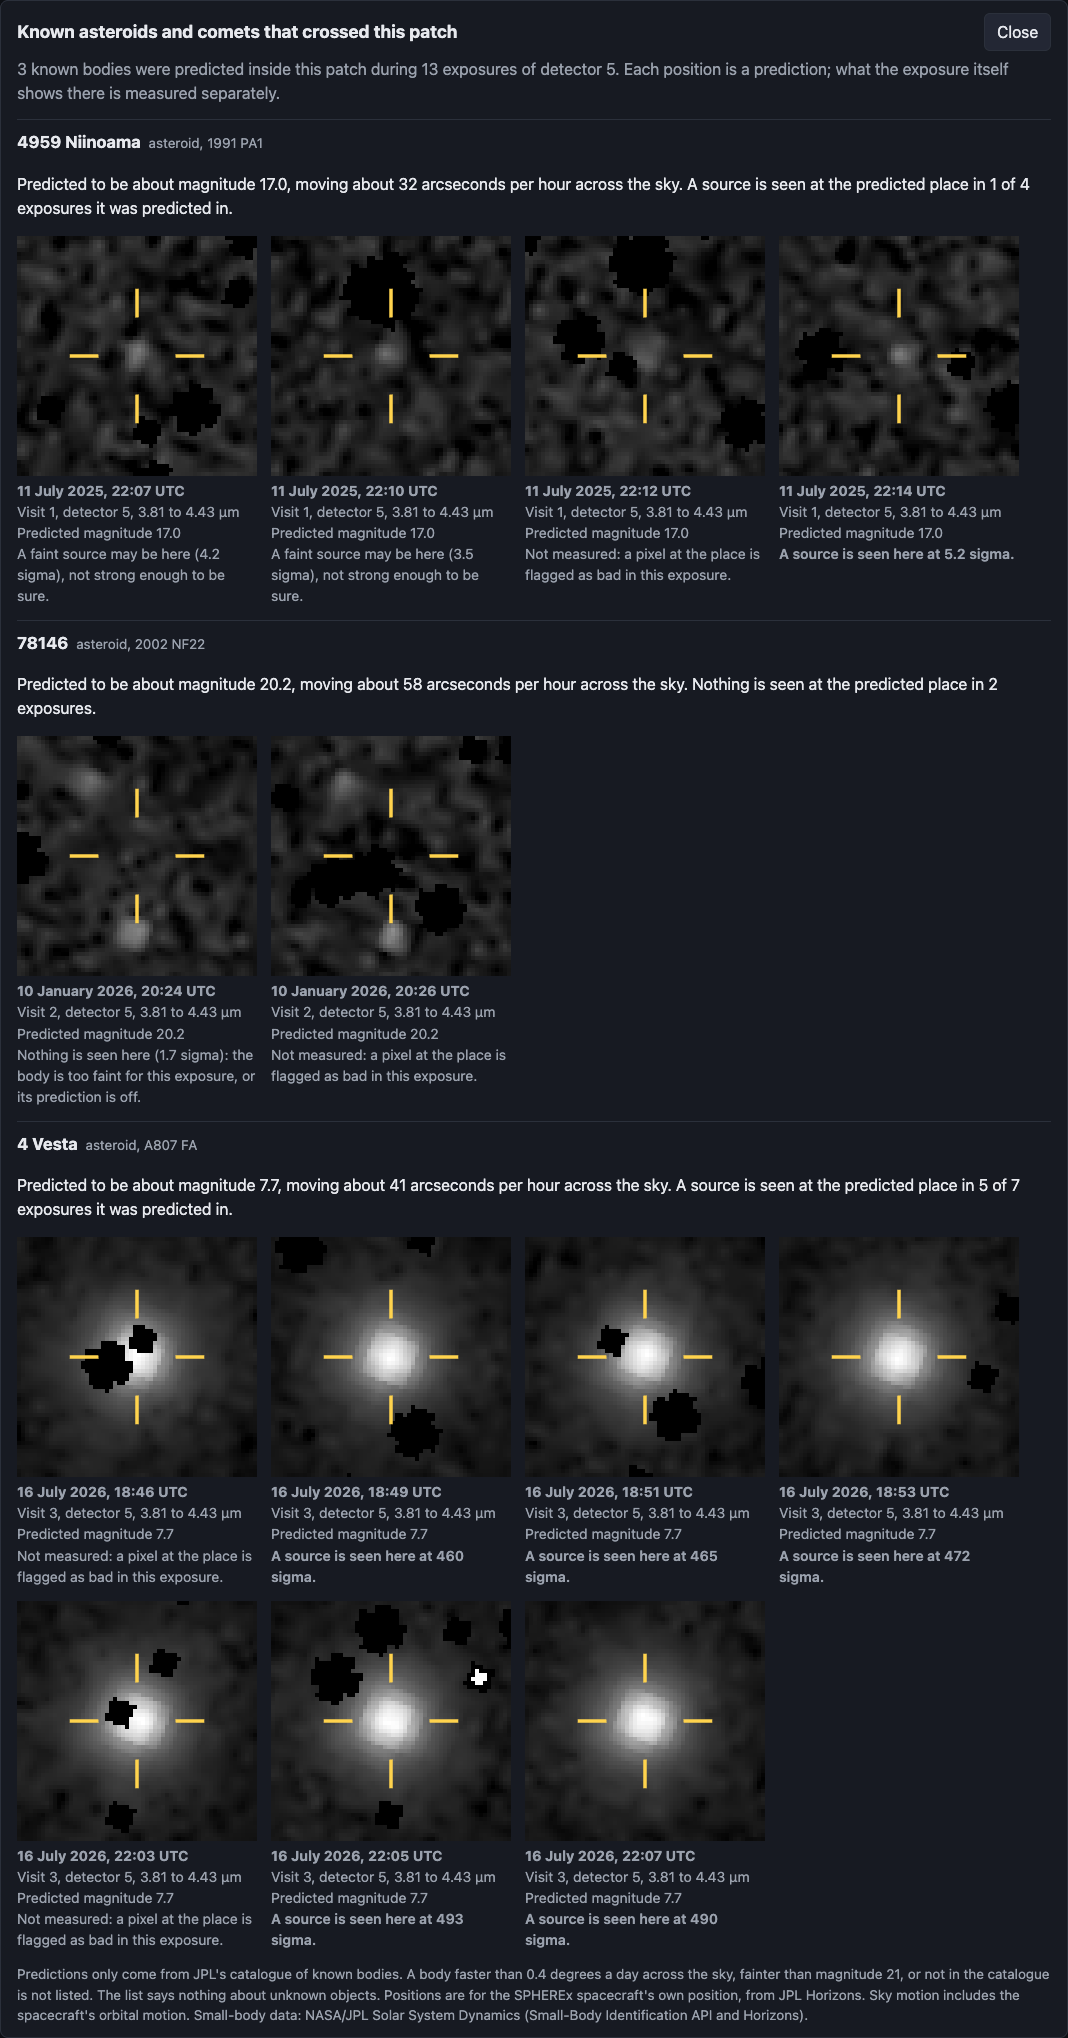 Known asteroids and comets that crossed this patch
Close
3 known bodies were predicted inside this patch during 13 exposures of detector 5. Each position is a prediction; what the exposure itself
shows there is measured separately.
4959 Niinoama asteroid, 1991 PA1
Predicted to be about magnitude 17.0, moving about 32 arcseconds per hour across the sky. A source is seen at the predicted place in 1 of 4
exposures it was predicted in.
11 July 2025, 22:07 UTC
Visit 1, detector 5, 3.81 to 4.43 µm
Predicted magnitude 17.0
A faint source may be here (4.2
sigma), not strong enough to be
sure.
11 July 2025, 22:10 UTC
Visit 1, detector 5, 3.81 to 4.43 µm
Predicted magnitude 17.0
A faint source may be here (3.5
sigma), not strong enough to be
sure.
11 July 2025, 22:12 UTC
Visit 1, detector 5, 3.81 to 4.43 µm
Predicted magnitude 17.0
Not measured: a pixel at the place is
flagged as bad in this exposure.
11 July 2025, 22:14 UTC
Visit 1, detector 5, 3.81 to 4.43 µm
Predicted magnitude 17.0
A source is seen here at 5.2 sigma.
78146 asteroid, 2002 NF22
Predicted to be about magnitude 20.2, moving about 58 arcseconds per hour across the sky. Nothing is seen at the predicted place in 2
exposures.
10 January 2026, 20:24 UTC
Visit 2, detector 5, 3.81 to 4.43 µm
Predicted magnitude 20.2
Nothing is seen here (1.7 sigma): the
body is too faint for this exposure, or
its prediction is off.
10 January 2026, 20:26 UTC
Visit 2, detector 5, 3.81 to 4.43 µm
Predicted magnitude 20.2
Not measured: a pixel at the place is
flagged as bad in this exposure.
4 Vesta asteroid, A807 FA
Predicted to be about magnitude 7.7, moving about 41 arcseconds per hour across the sky. A source is seen at the predicted place in 5 of 7
exposures it was predicted in.
16 July 2026, 18:46 UTC
Visit 3, detector 5, 3.81 to 4.43 µm
Predicted magnitude 7.7
Not measured: a pixel at the place is
flagged as bad in this exposure.
16 July 2026, 18:49 UTC
Visit 3, detector 5, 3.81 to 4.43 µm
Predicted magnitude 7.7
A source is seen here at 460
sigma.
16 July 2026, 18:51 UTC
Visit 3, detector 5, 3.81 to 4.43 µm
Predicted magnitude 7.7
A source is seen here at 465
sigma.
16 July 2026, 18:53 UTC
Visit 3, detector 5, 3.81 to 4.43 µm
Predicted magnitude 7.7
A source is seen here at 472
sigma.
16 July 2026, 22:03 UTC
Visit 3, detector 5, 3.81 to 4.43 µm
Predicted magnitude 7.7
Not measured: a pixel at the place is
flagged as bad in this exposure.
16 July 2026, 22:05 UTC
Visit 3, detector 5, 3.81 to 4.43 µm
Predicted magnitude 7.7
A source is seen here at 493
sigma.
16 July 2026, 22:07 UTC
Visit 3, detector 5, 3.81 to 4.43 µm
Predicted magnitude 7.7
A source is seen here at 490
sigma.
Predictions only come from JPL's catalogue of known bodies. A body faster than 0.4 degrees a day across the sky, fainter than magnitude 21, or not in the catalogue
is not listed. The list says nothing about unknown objects. Positions are for the SPHEREx spacecraft's own position, from JPL Horizons. Sky motion includes the
spacecraft's orbital motion. Small-body data: NASA/JPL Solar System Dynamics (Small-Body Identification API and Horizons).